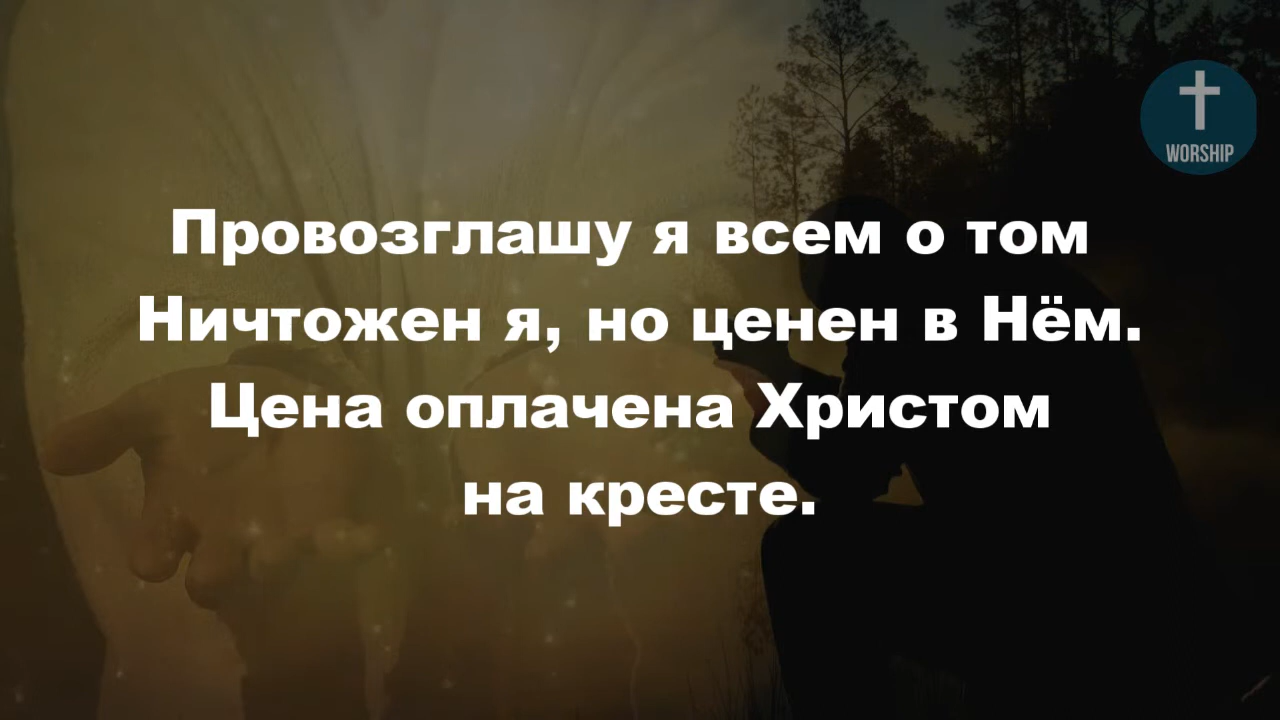 WORSHIP
Провозглашу я всем о том
Ничтожен я, но ценен в Нём.
Цена оплачена Христом
на кресте.